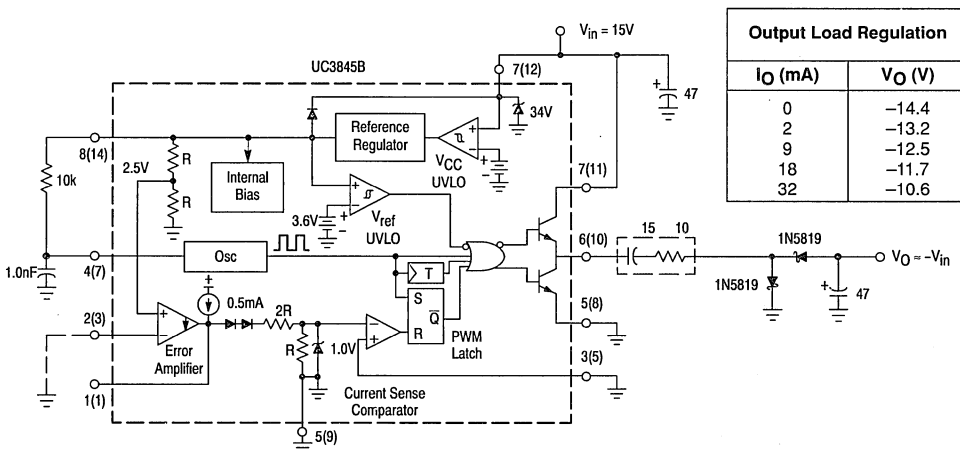 Vin = 15V
Output Load Regulation
IO (mA) VO (V)
0 –14.4
2 –13.2
9 –12.5
18 –11.7
32 –10.6
UC3845B
7(12)
+
47
34V
8(14)
Reference
Regulator
+
–
VCC
UVLO
+
–
2.5V
R
R
Internal
Bias
10k
7(11)
3.6V
+
–
+
–
Vref
UVLO
6(10)
15 10
1N5819
VO ≈ –Vin
4(7)
Osc
T
1N5819
+
47
1.0nF
S
R
Q
PWM
Latch
5(8)
+
0.5mA
2R
2(3)
+
–
Error
Amplifier
R
1.0V
–
+
Current Sense
Comparator
3(5)
1(1)
5(9)